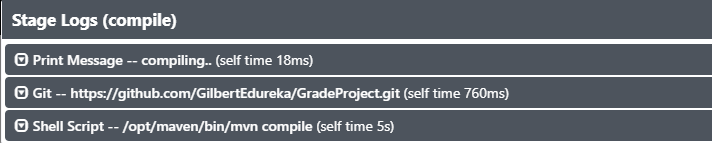 Stage Logs (compile)
Print Message -- compiling.. (self time 18ms)
Git -- https://github.com/GilbertEdureka/GradeProject.git (self time 760ms)
Shell Script -- /opt/maven/bin/mvn compile (self time 5s)